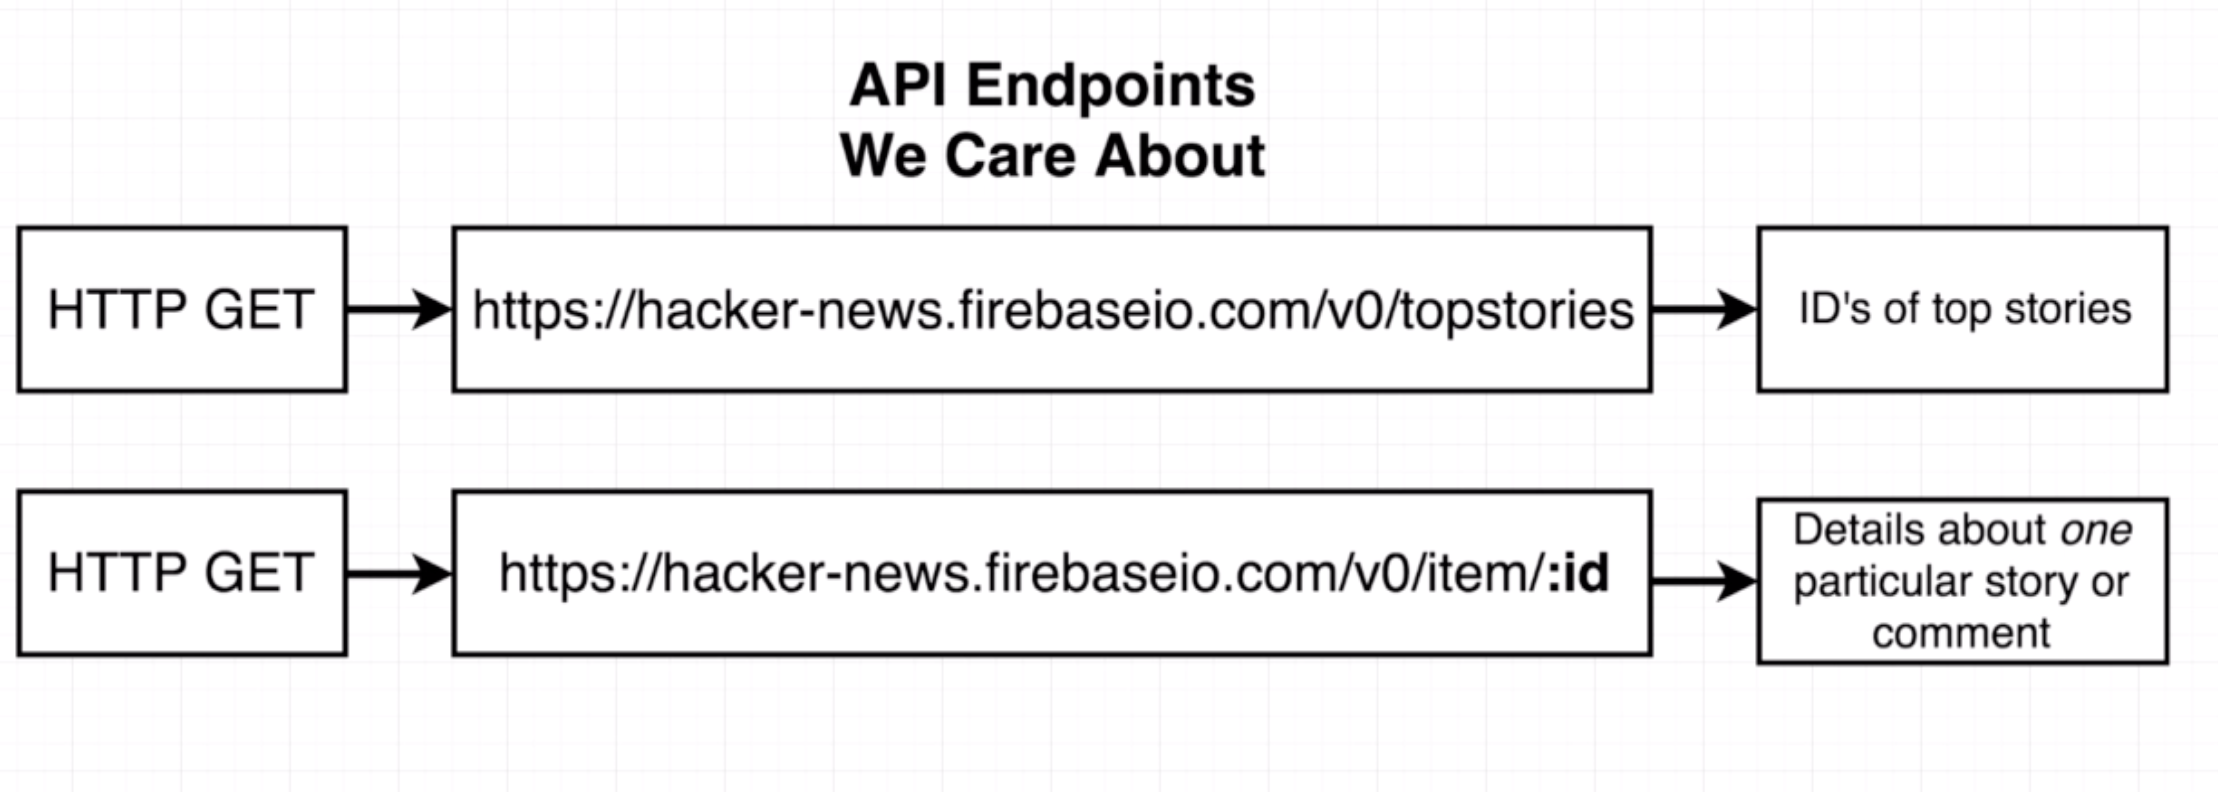 API Endpoints
We Care About
HTTP GET
https://hacker-news.firebaseio.com/v0/topstories
ID's of top stories
HTTP GET
https://hacker-news.firebaseio.com/v0/item/:id
Details about one
particular story or
comment